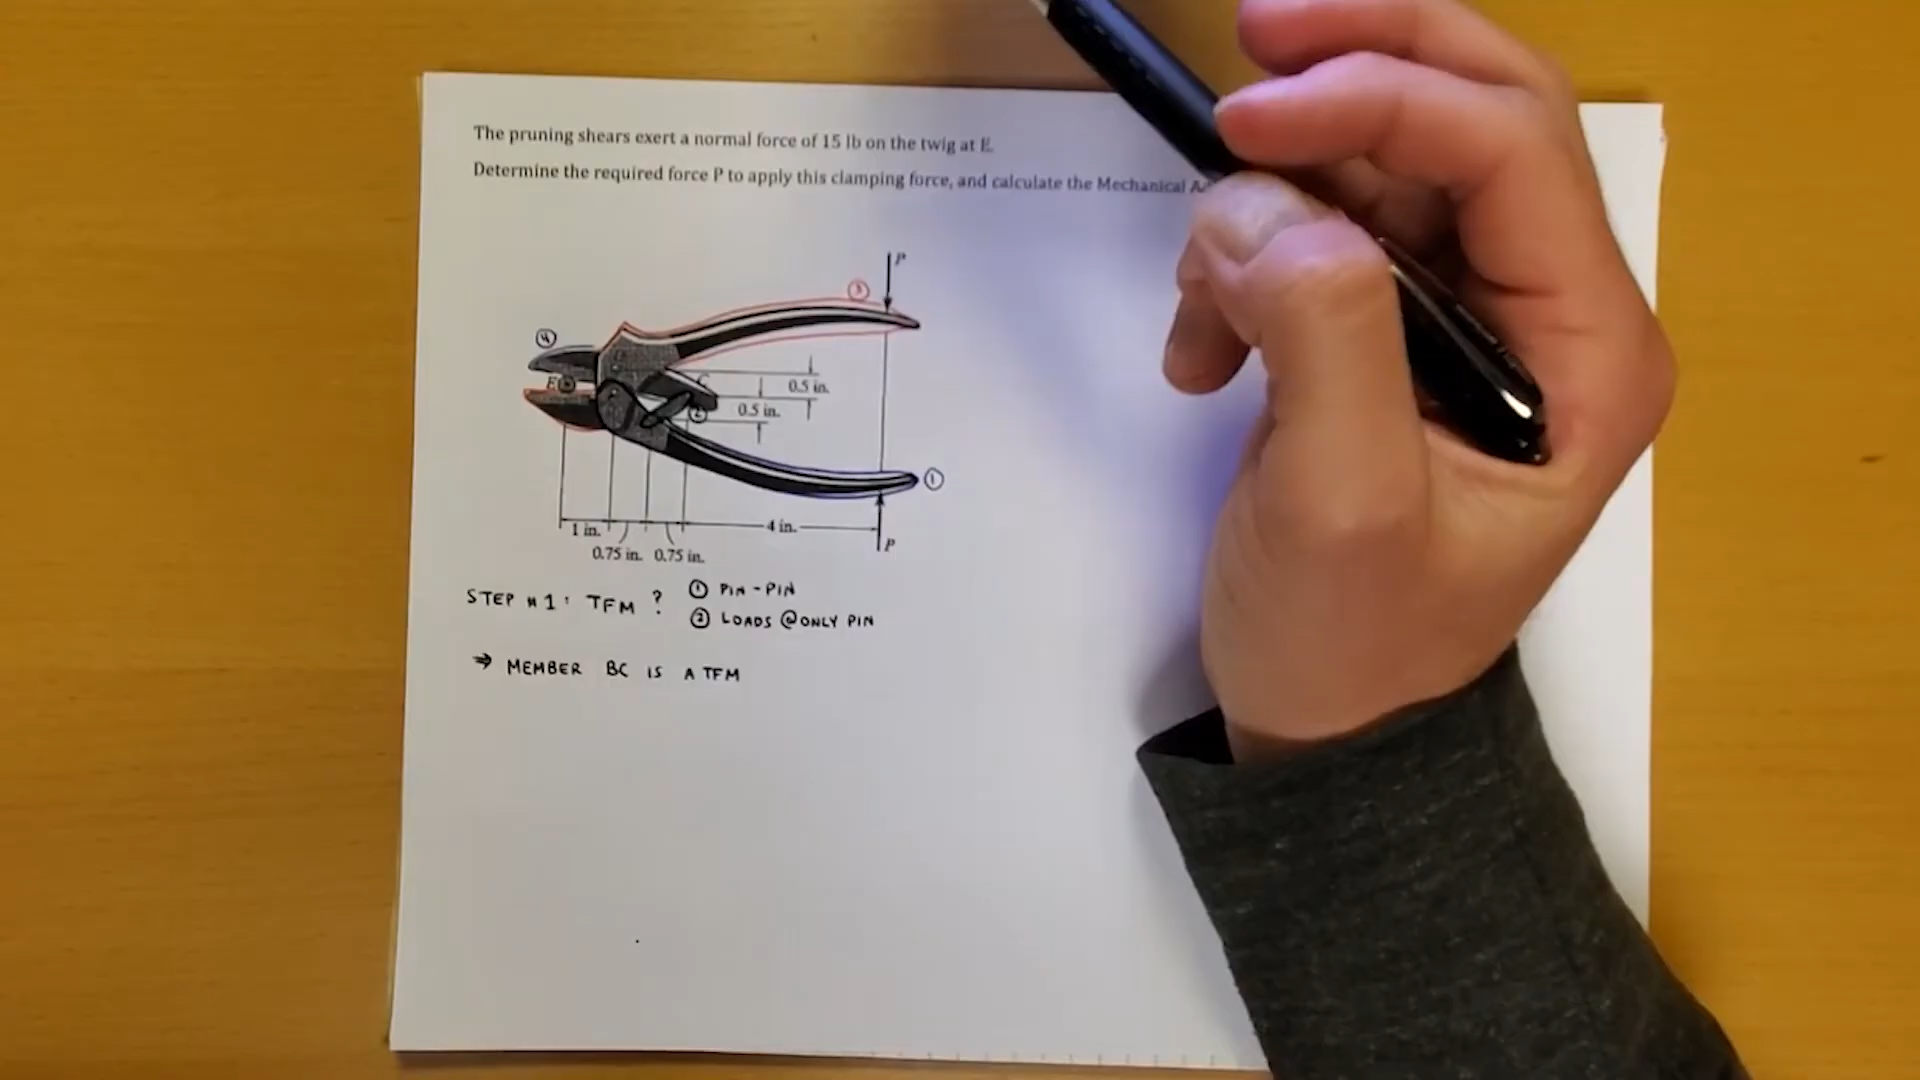 The pruning shears exert a normal force of 15 lb on the twig at E.
Determine the required force P to apply this clamping force, and calculate the Mechanical
P
3
4
E
D
C
0.5 in.
2
0.5 in.
1
1 in.
4 in.
P
0.75 in. 0.75 in.
STEP #1: TFM ? 1 PIN - PIN
2 LOADS @ ONLY PIN
⇒ MEMBER BC IS A TFM